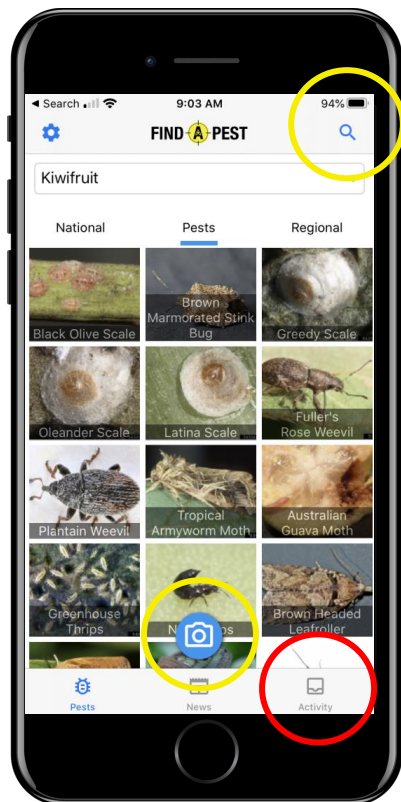 Search
9:03 AM
94%
FIND A PEST
Kiwifruit
National
Pests
Regional
Black Olive Scale
Brown
Marmorated Stink
Bug
Greedy Scale
Oleander Scale
Latina Scale
Fuller's
Rose Weevil
Plantain Weevil
Tropical
Armyworm Moth
Australian
Guava Moth
Greenhouse
Thrips
Brown Headed
Leafroller
Pests
News
Activity